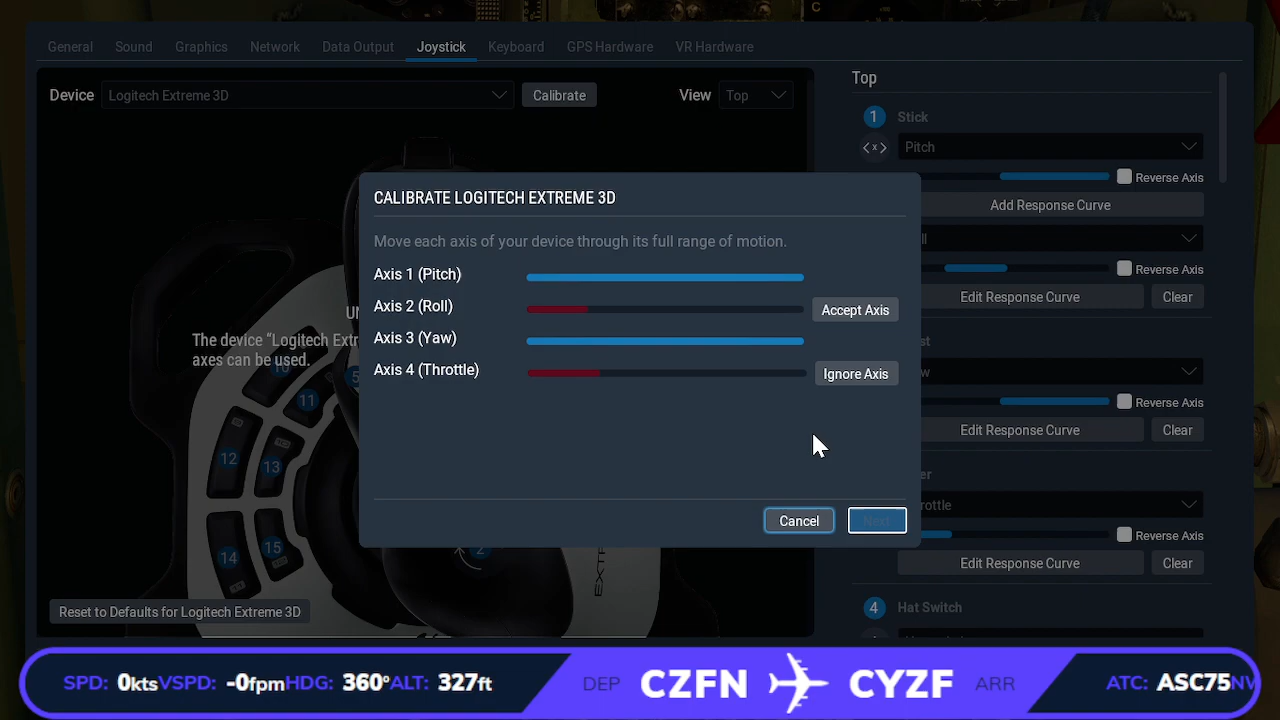 General Sound Graphics Network Data Output Joystick Keyboard GPS Hardware VR Hardware
Device Logitech Extreme 3D Calibrate View Top
Top
1 Stick
<x> Pitch
Reverse Axis
Add Response Curve
Reverse Axis
Edit Response Curve Clear
Reverse Axis
Edit Response Curve Clear
Reverse Axis
Edit Response Curve Clear
4 Hat Switch
CALIBRATE LOGITECH EXTREME 3D
Move each axis of your device through its full range of motion.
Axis 1 (Pitch)
Axis 2 (Roll) Accept Axis
Axis 3 (Yaw)
Axis 4 (Throttle) Ignore Axis
Cancel Next
The device “Logitech Extr
axes can be used.
10
11
12 13
14 15
2
Reset to Defaults for Logitech Extreme 3D
SPD: 0kts VSPD: -0fpm HDG: 360° ALT: 327ft DEP CZFN CYZF ARR ATC: ASC75